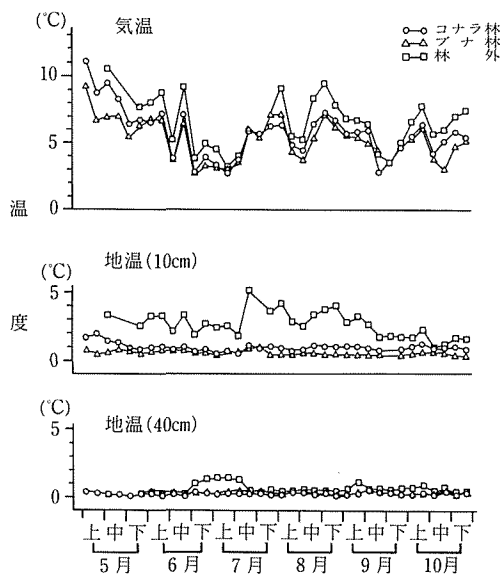 (℃)
気温
コナラ林
ブナ林
林外
10
5
0
温
(℃)
地温(10cm)
5
0
度
(℃)
地温(40cm)
5
0
上中下上中下上中下上中下上中下上中下
5月 6月 7月 8月 9月 10月